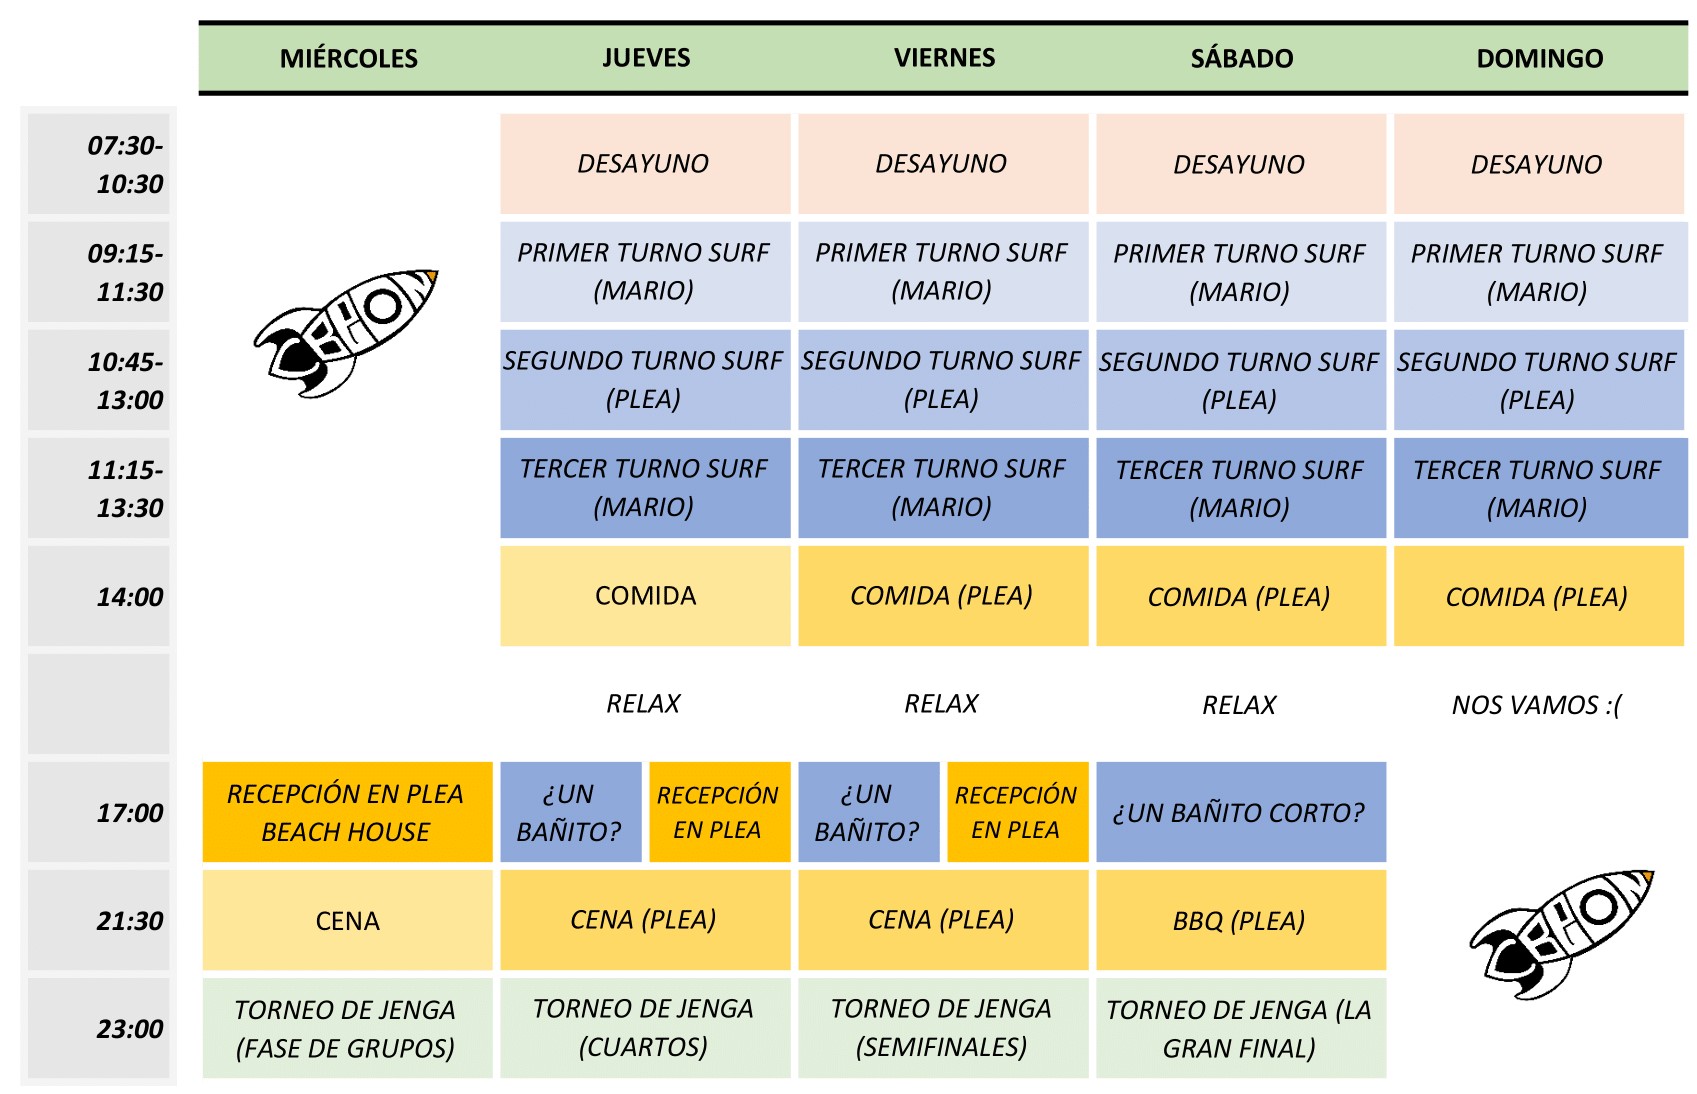 MIÉRCOLES JUEVES VIERNES SÁBADO DOMINGO
07:30-
10:30
DESAYUNO DESAYUNO DESAYUNO DESAYUNO
09:15-
11:30
PRIMER TURNO SURF
(MARIO)
PRIMER TURNO SURF
(MARIO)
PRIMER TURNO SURF
(MARIO)
PRIMER TURNO SURF
(MARIO)
10:45-
13:00
SEGUNDO TURNO SURF
(PLEA)
SEGUNDO TURNO SURF
(PLEA)
SEGUNDO TURNO SURF
(PLEA)
SEGUNDO TURNO SURF
(PLEA)
11:15-
13:30
TERCER TURNO SURF
(MARIO)
TERCER TURNO SURF
(MARIO)
TERCER TURNO SURF
(MARIO)
TERCER TURNO SURF
(MARIO)
14:00
COMIDA COMIDA (PLEA) COMIDA (PLEA) COMIDA (PLEA)
RELAX RELAX RELAX NOS VAMOS :(
17:00
RECEPCIÓN EN PLEA
BEACH HOUSE
¿UN
BAÑITO?
RECEPCIÓN
EN PLEA
¿UN
BAÑITO?
RECEPCIÓN
EN PLEA
¿UN BAÑITO CORTO?
21:30
CENA CENA (PLEA) CENA (PLEA) BBQ (PLEA)
23:00
TORNEO DE JENGA
(FASE DE GRUPOS)
TORNEO DE JENGA
(CUARTOS)
TORNEO DE JENGA
(SEMIFINALES)
TORNEO DE JENGA (LA
GRAN FINAL)